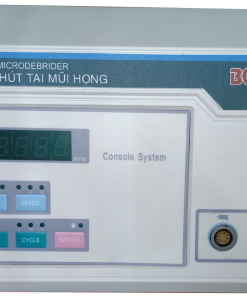 MICRODEBRIDER
HÚT TAI MŨI HỌNG
RPM
Console System
SPEED
CYCLE
SWITCH